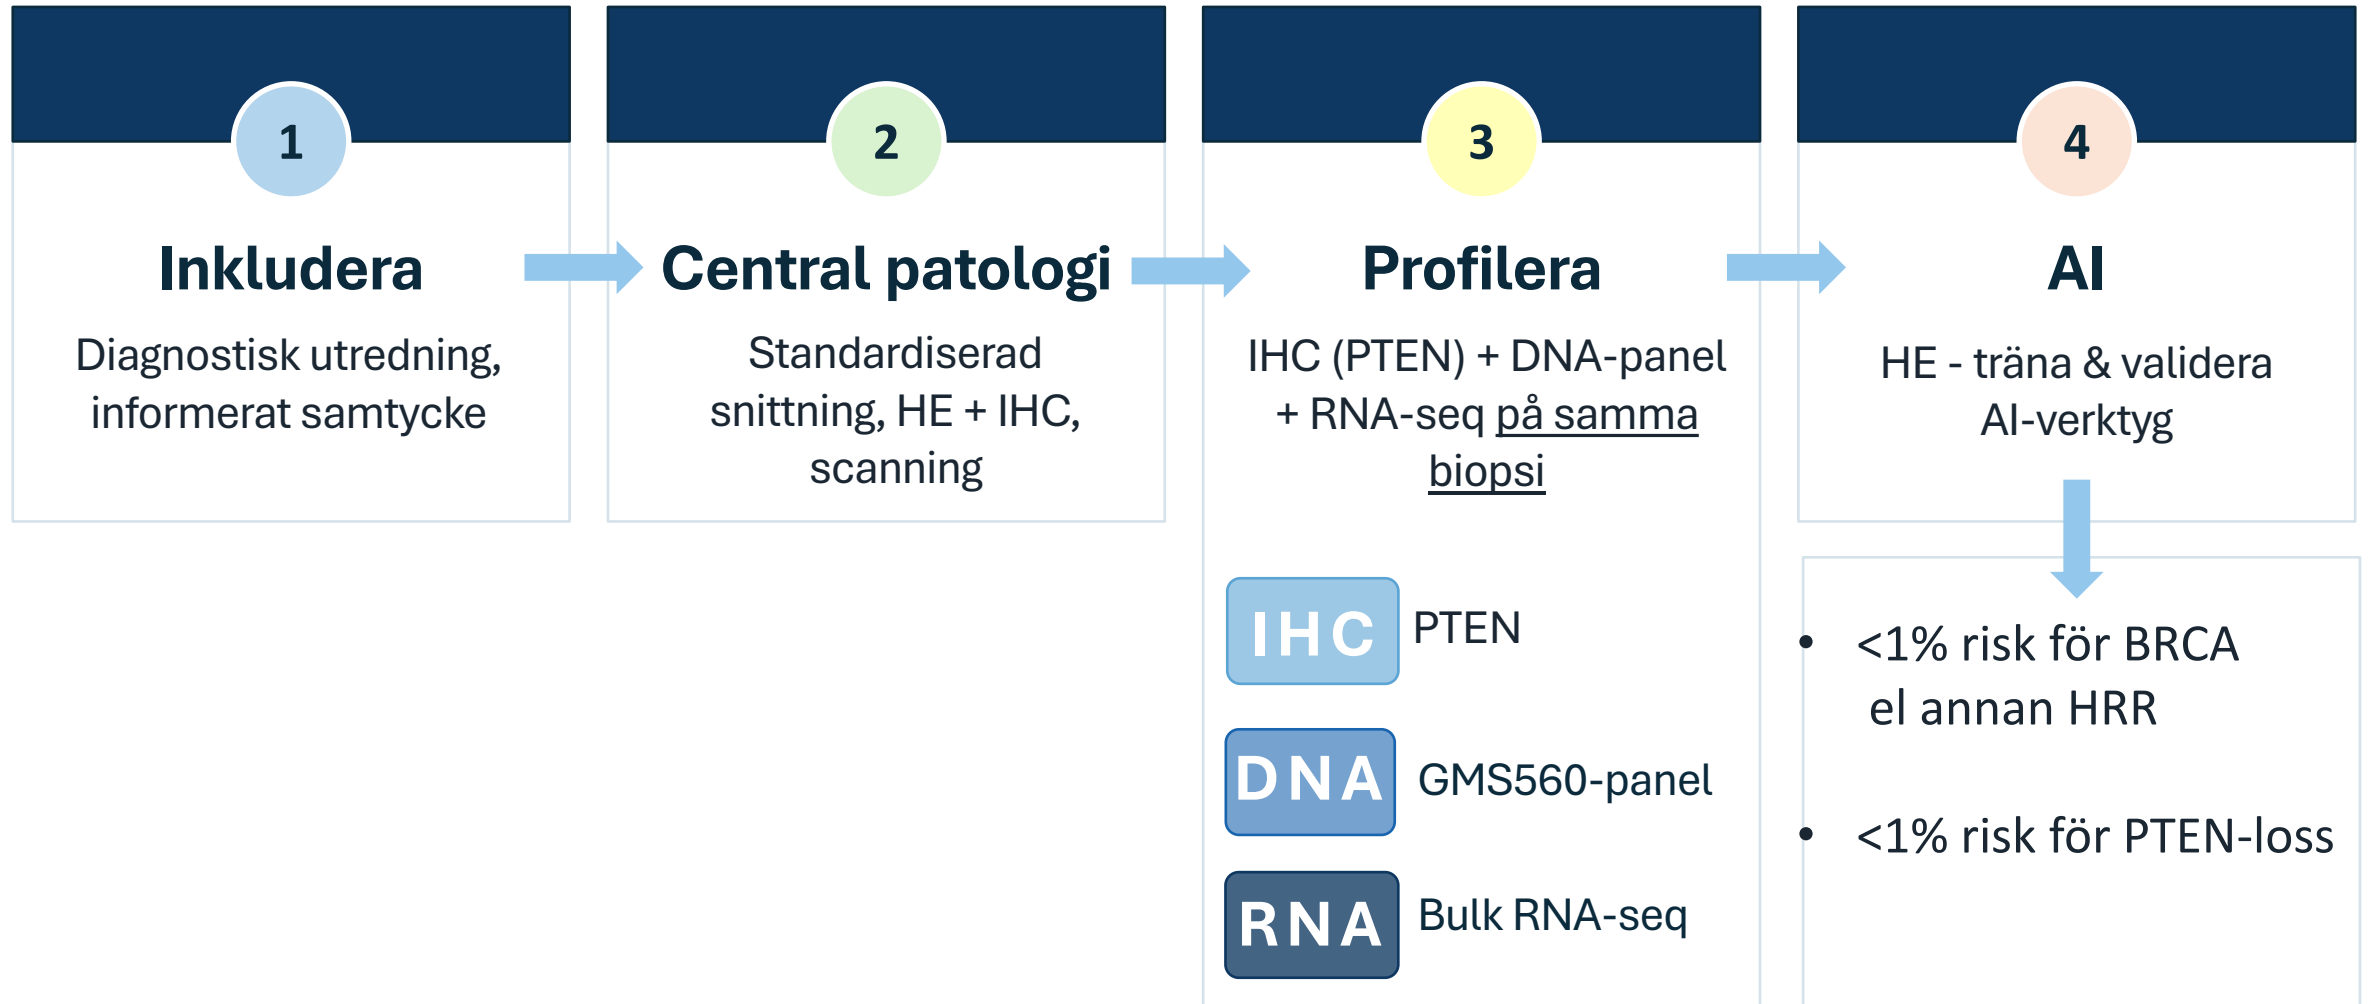 1
Inkludera
Diagnostisk utredning,
informerat samtycke
2
Central patologi
Standardiserad
snittning, HE + IHC,
scanning
3
Profilera
IHC (PTEN) + DNA-panel
+ RNA-seq på samma
biopsi
IHC PTEN
DNA GMS560-panel
RNA Bulk RNA-seq
4
AI
HE - träna & validera
AI-verktyg
• <1% risk för BRCA
el annan HRR
• <1% risk för PTEN-loss